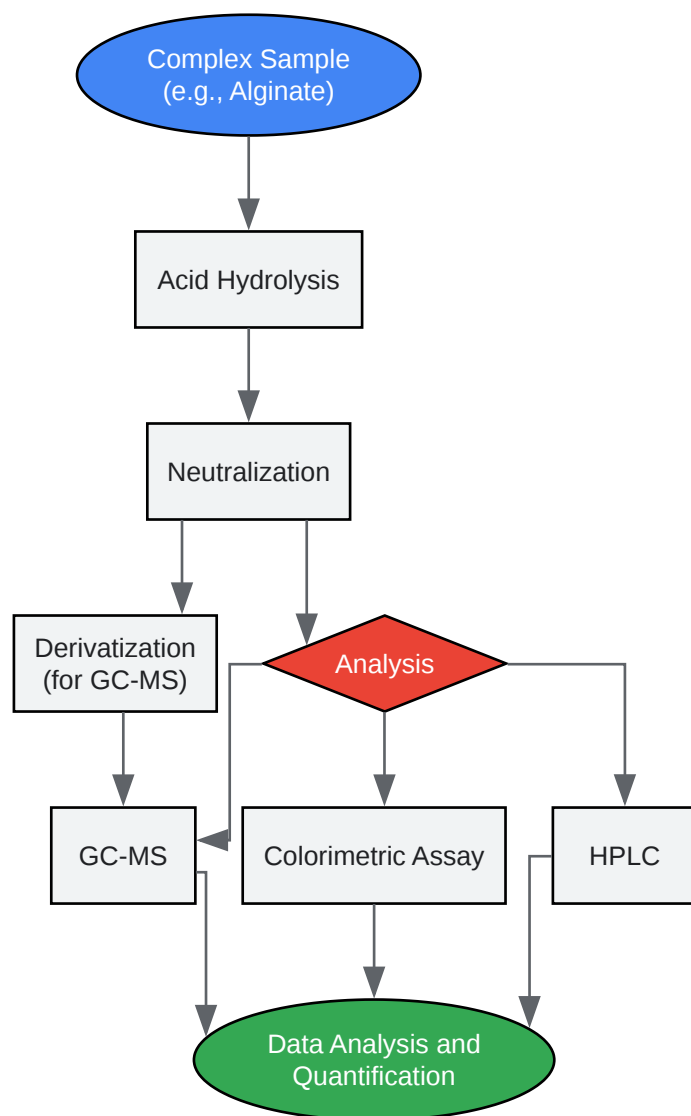 Complex Sample
(e.g., Alginate)
Acid Hydrolysis
Neutralization
Derivatization
(for GC-MS)
Analysis
GC-MS
Colorimetric Assay
HPLC
Data Analysis and
Quantification